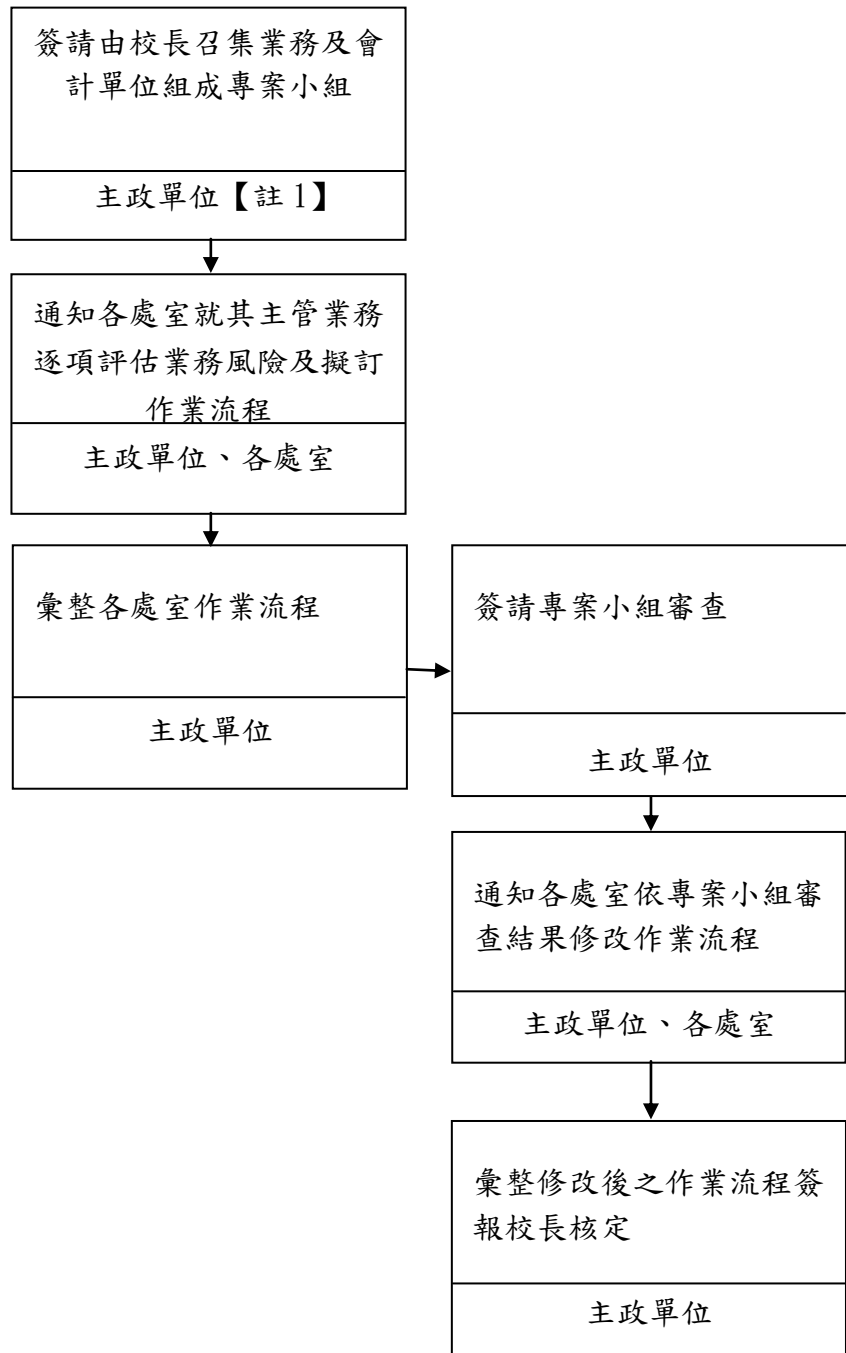 簽請由校長召集業務及會
計單位組成專案小組
主政單位【註1】
通知各處室就其主管業務
逐項評估業務風險及擬訂
作業流程
主政單位、各處室
彙整各處室作業流程
主政單位
簽請專案小組審查
主政單位
通知各處室依專案小組審
查結果修改作業流程
主政單位、各處室
彙整修改後之作業流程簽
報校長核定
主政單位